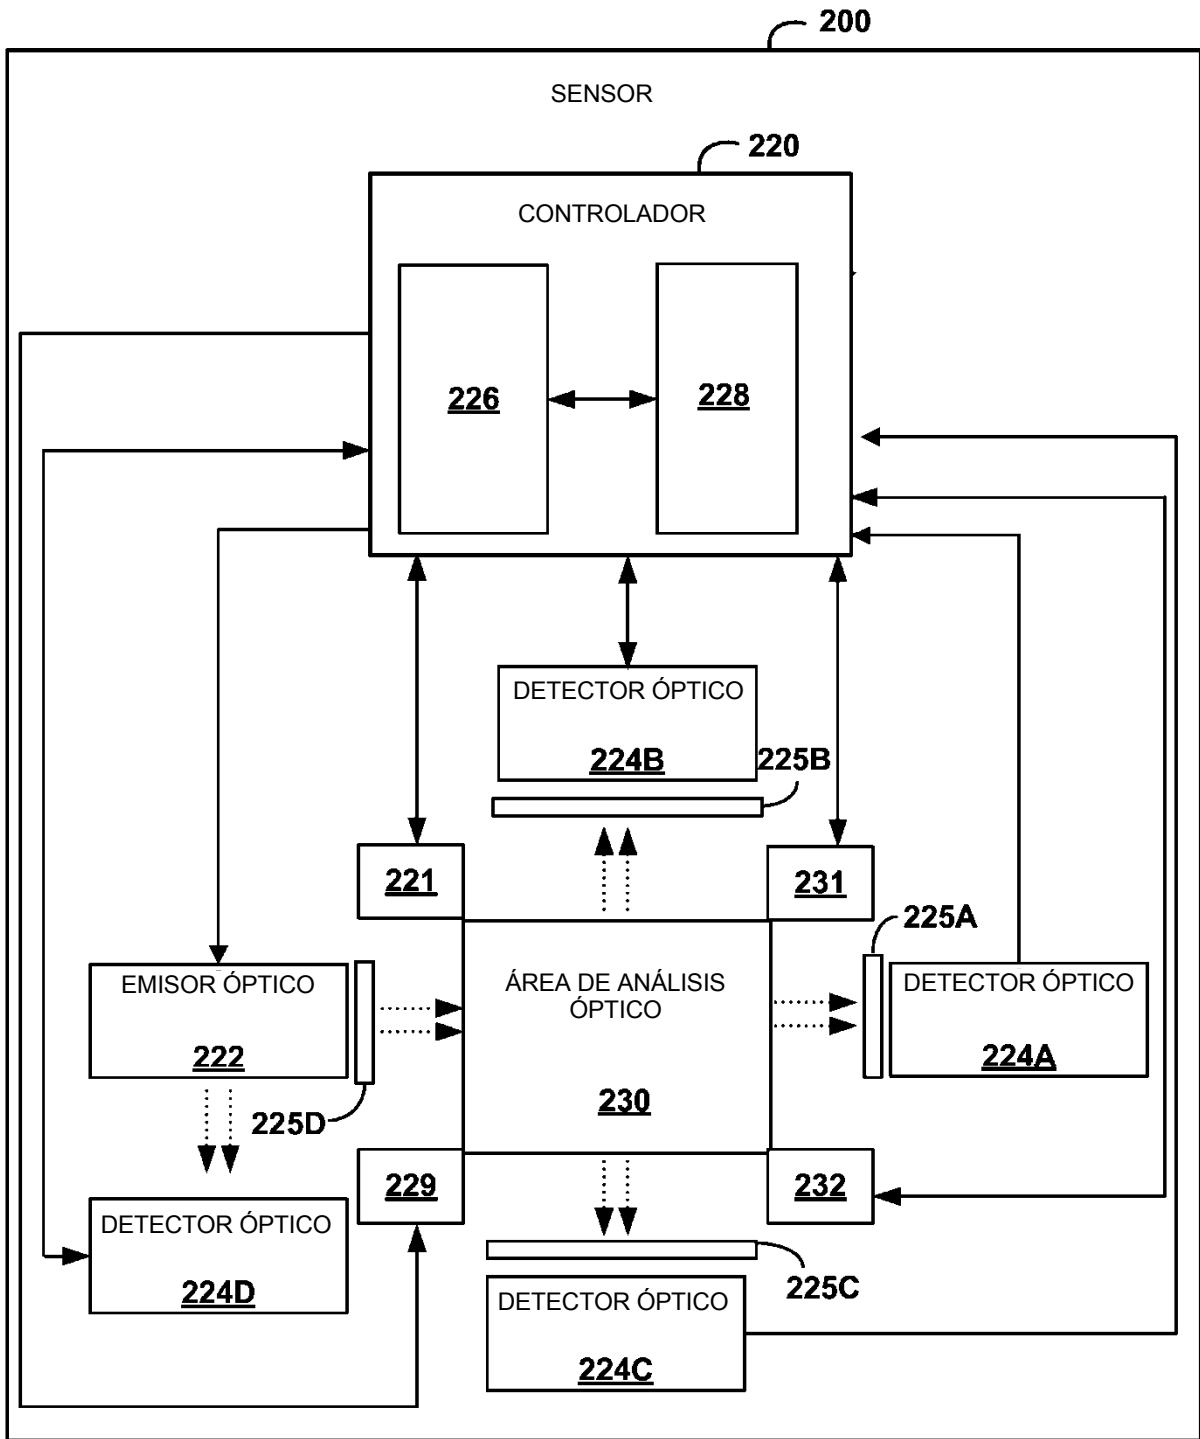 200
SENSOR
220
CONTROLADOR
226
228
DETECTOR ÓPTICO
224B
225B
221
231
225A
EMISOR ÓPTICO
222
ÁREA DE ANÁLISIS
ÓPTICO
230
DETECTOR ÓPTICO
224A
225D
229
232
DETECTOR ÓPTICO
224D
225C
DETECTOR ÓPTICO
224C